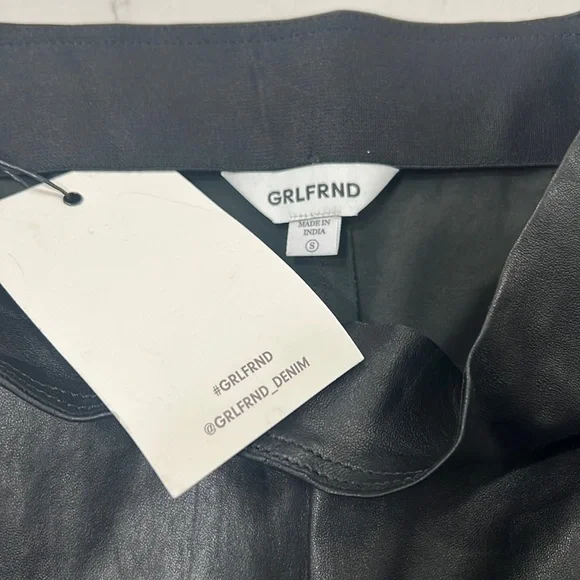 GRLFRND
MADE IN
INDIA
S
#GRLFRND
@GRLFRND_DENIM